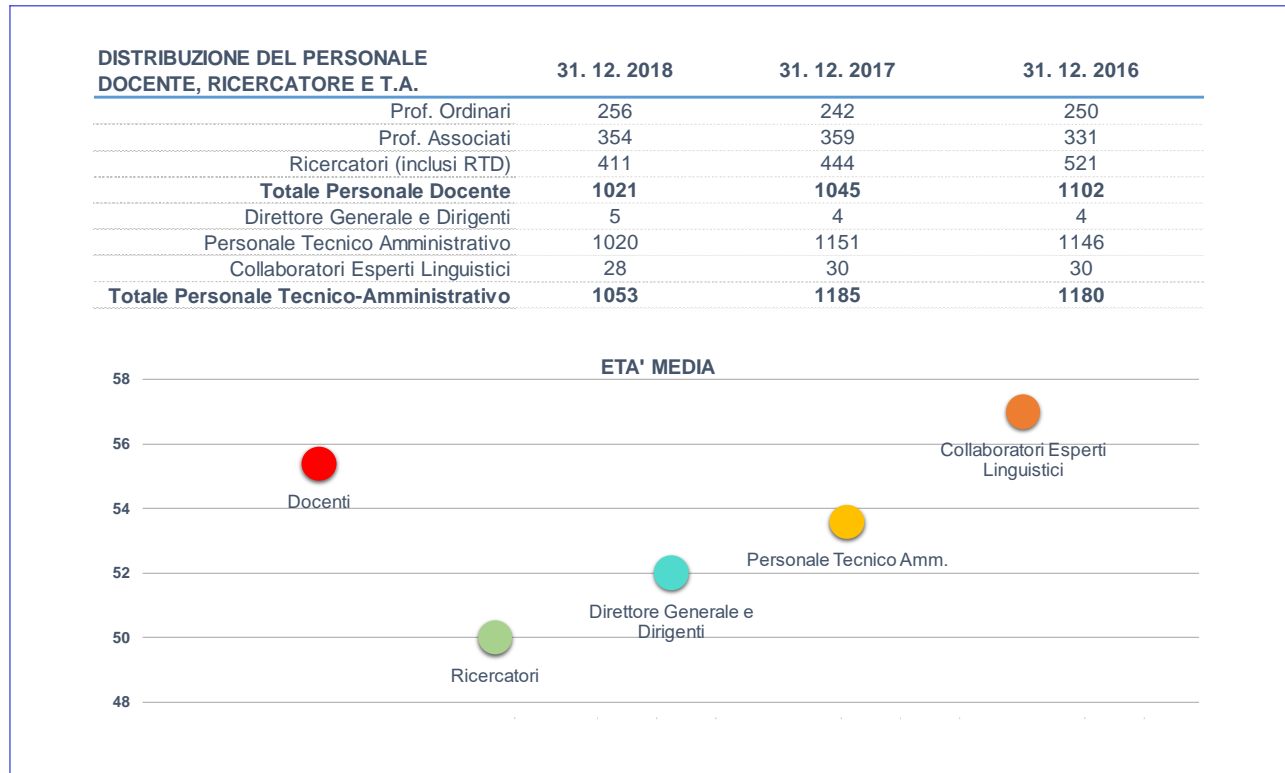 DISTRIBUZIONE DEL PERSONALE
DOCENTE, RICERCATORE E T.A.
31. 12. 2018 31. 12. 2017 31. 12. 2016
Prof. Ordinari 256 242 250
Prof. Associati 354 359 331
Ricercatori (inclusi RTD) 411 444 521
Totale Personale Docente 1021 1045 1102
Direttore Generale e Dirigenti 5 4 4
Personale Tecnico Amministrativo 1020 1151 1146
Collaboratori Esperti Linguistici 28 30 30
Totale Personale Tecnico-Amministrativo 1053 1185 1180
ETA' MEDIA
58
56
54
52
50
48
Docenti
Ricercatori
Direttore Generale e
Dirigenti
Personale Tecnico Amm.
Collaboratori Esperti
Linguistici